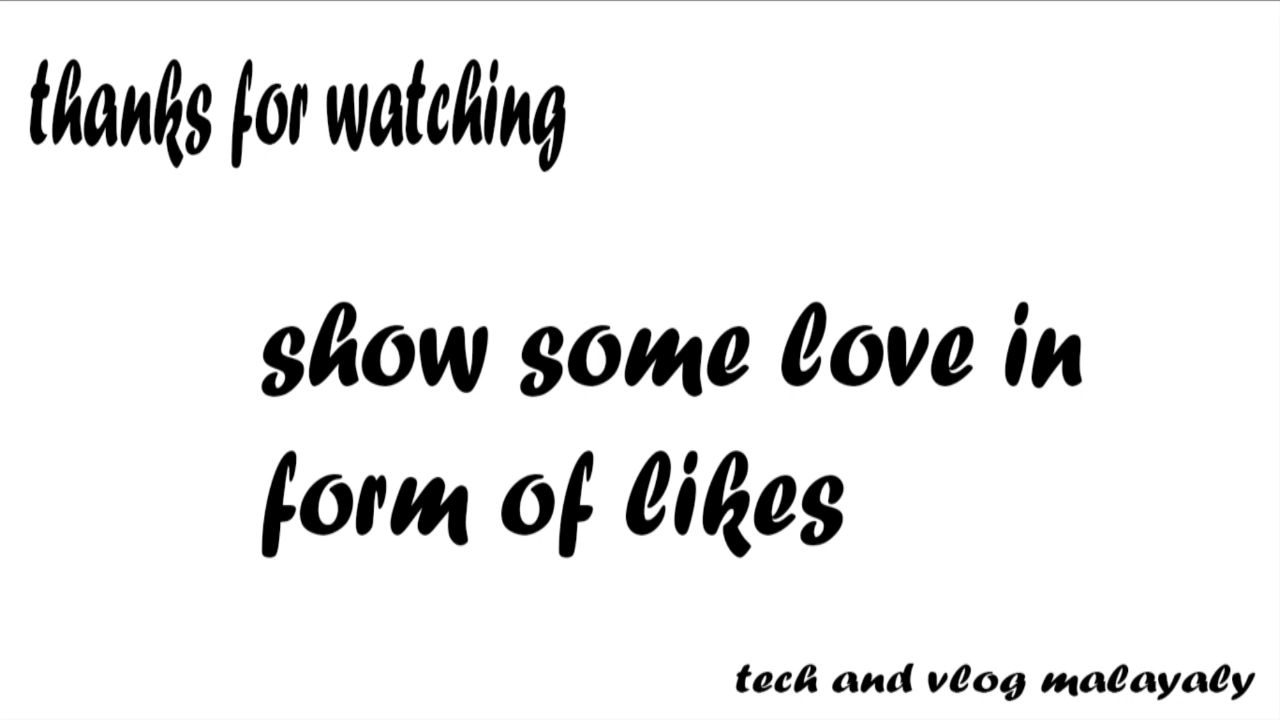 thanks for watching
show some love in
form of likes
tech and vlog malayaly